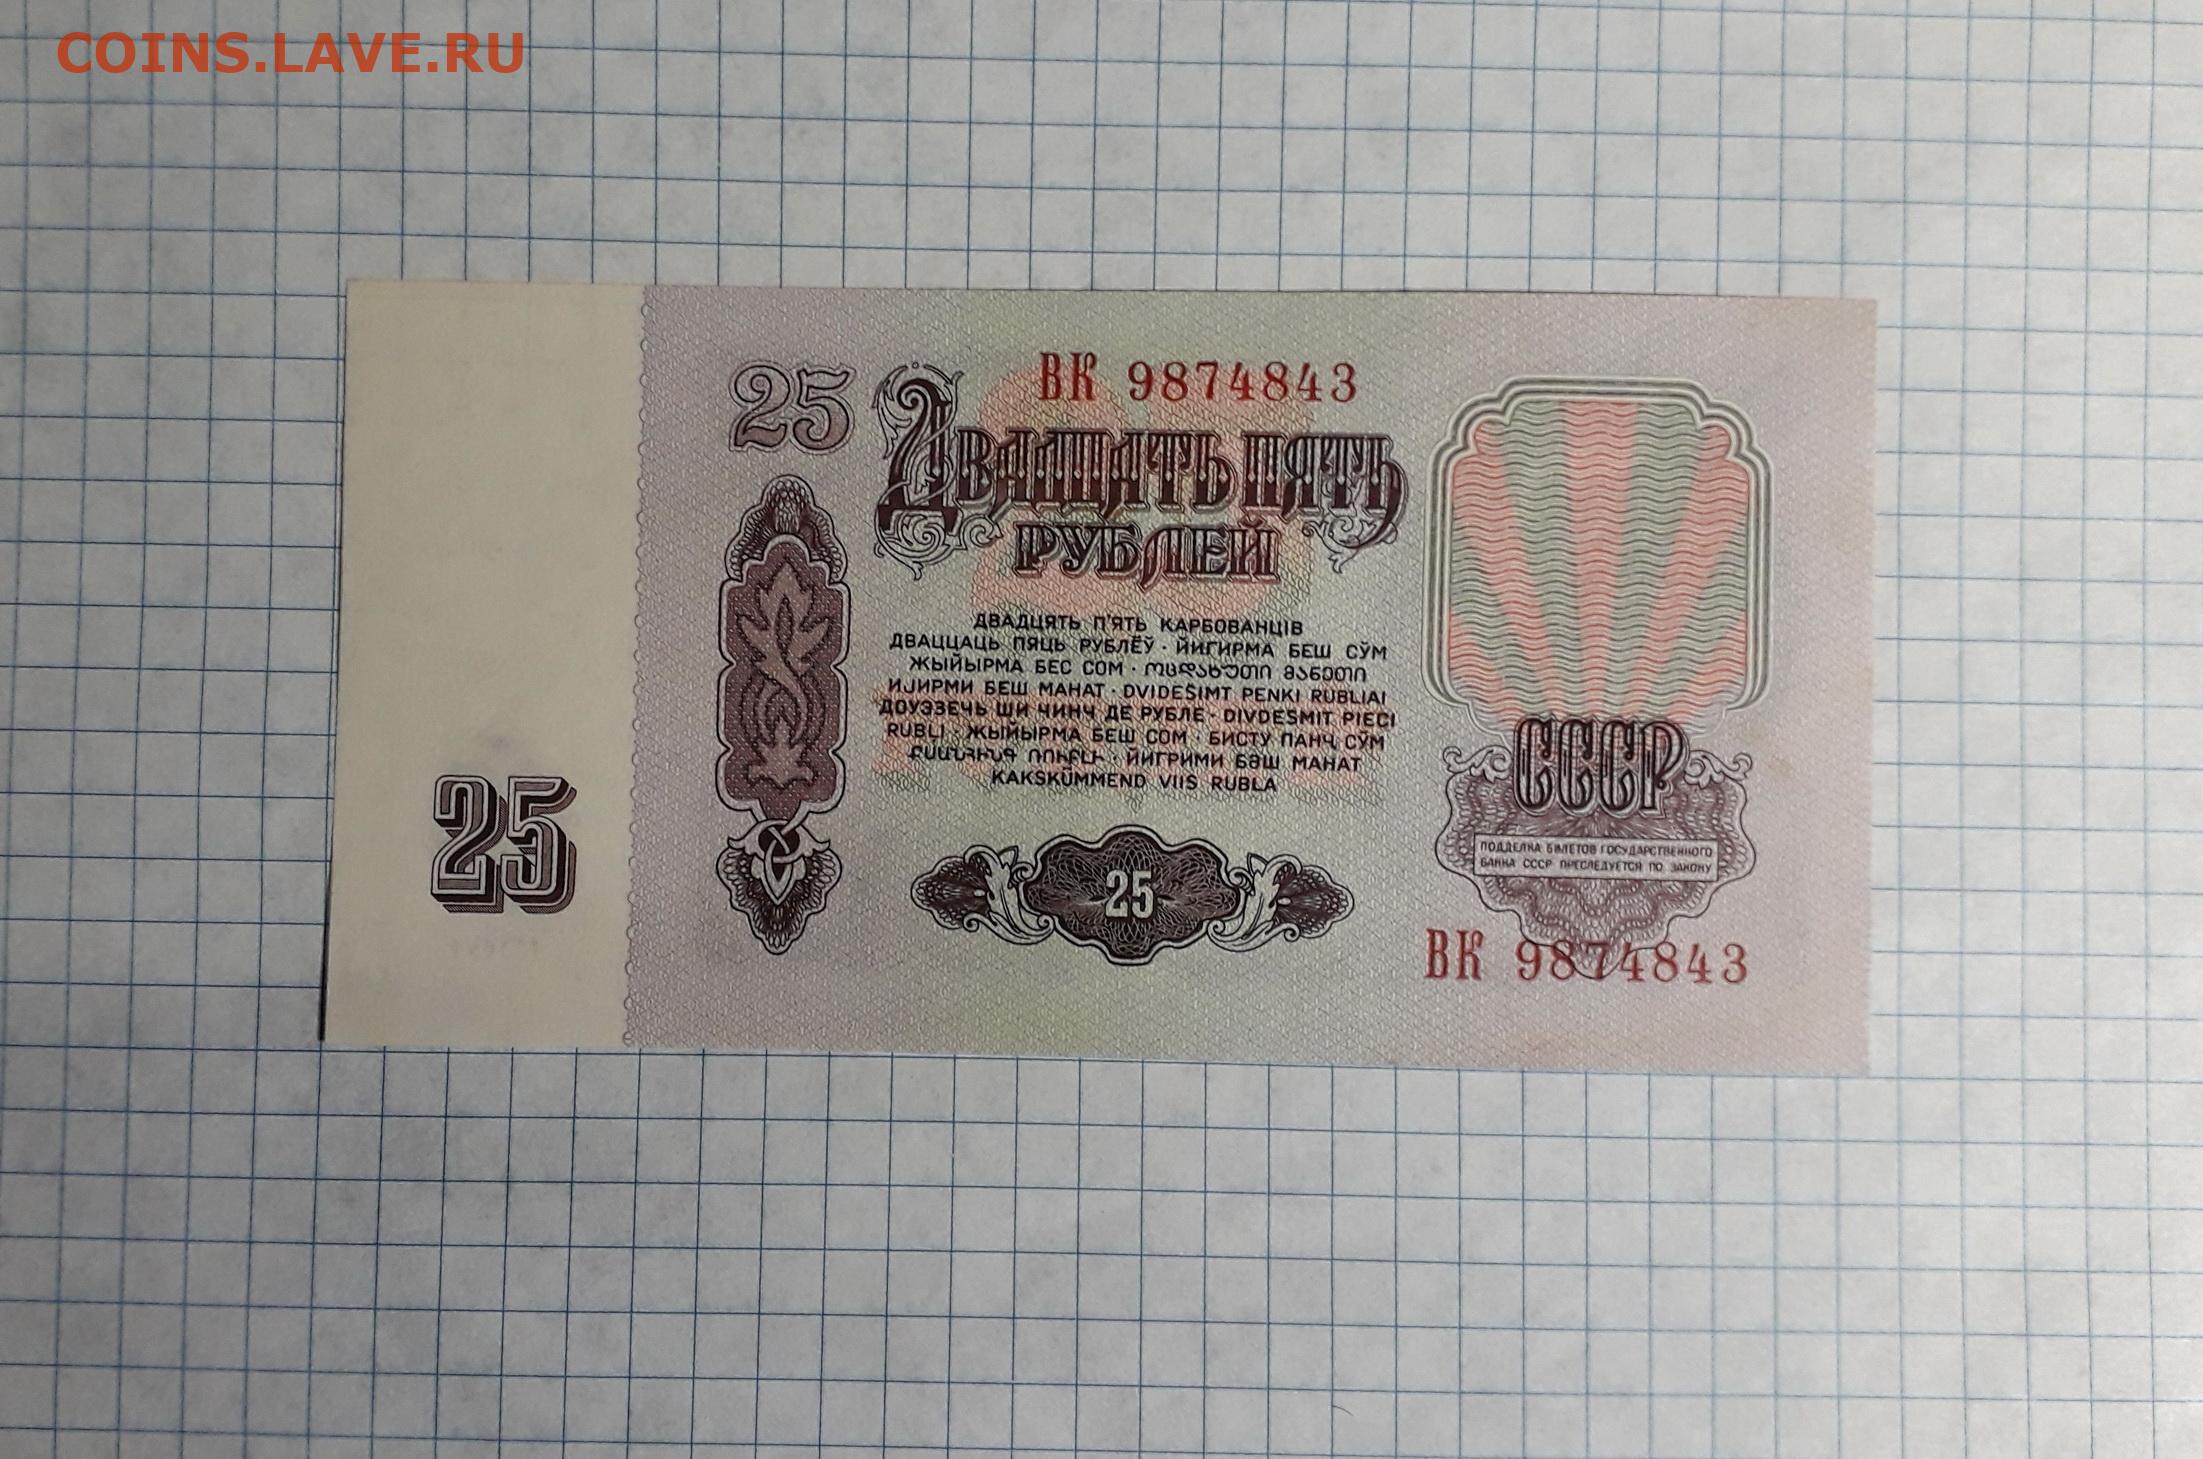 COINS.LAVE.RU
25
ВК 9874843
ДВАДЦАТЬ ПЯТЬ
РУБЛЕЙ
ДВАДЦЯТЬ П'ЯТЬ КАРБОВАНЦІВ
ДВАЦЦАЦЬ ПЯЦЬ РУБЛЁЎ · ЙИГИРМА БЕШ СЎМ
ЖЫЙЫРМА БЕС СОМ · ᲝᲪᲓᲐᲮᲣᲗᲘ ᲛᲐᲜᲔᲗᲘ
ИЈИРМИ БЕШ МАНАТ · DVIDEŠIMT PENKI RUBLIAI
ДОУЭЗЕЧЬ ШИ ЧИНЧ ДЕ РУБЛЕ · DIVDESMIT PIECI
RUBĻI · ЖЫЙЫРМА БЕШ СОМ · БИСТУ ПАНҶ СЎМ
ՔՍԱՆՀԻՆԳ ՌՈՒԲԼԻ · ЙИГРИМИ БӘШ МАНАТ
KAKSKÜMMEND VIIS RUBLA
25
25
СССР
ПОДДЕЛКА БИЛЕТОВ ГОСУДАРСТВЕННОГО
БАНКА СССР ПРЕСЛЕДУЕТСЯ ПО ЗАКОНУ
ВК 9874843